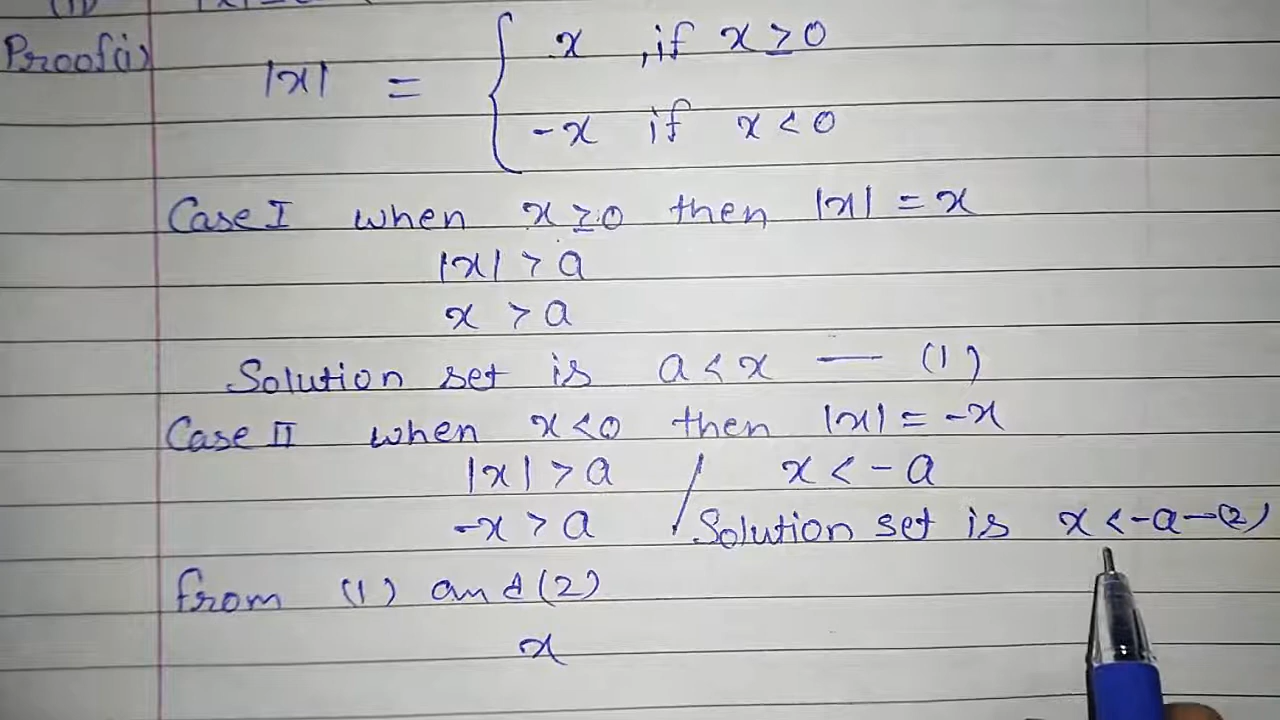 Proof(i)
|x| = { x , if x ≥ 0
-x if x < 0
Case I when x ≥ 0 then |x| = x
|x| > a
x > a
Solution set is a < x — (1)
Case II when x < 0 then |x| = -x
|x| > a / x < - a
-x > a / Solution set is x < -a - (2)
from (1) and (2)
x